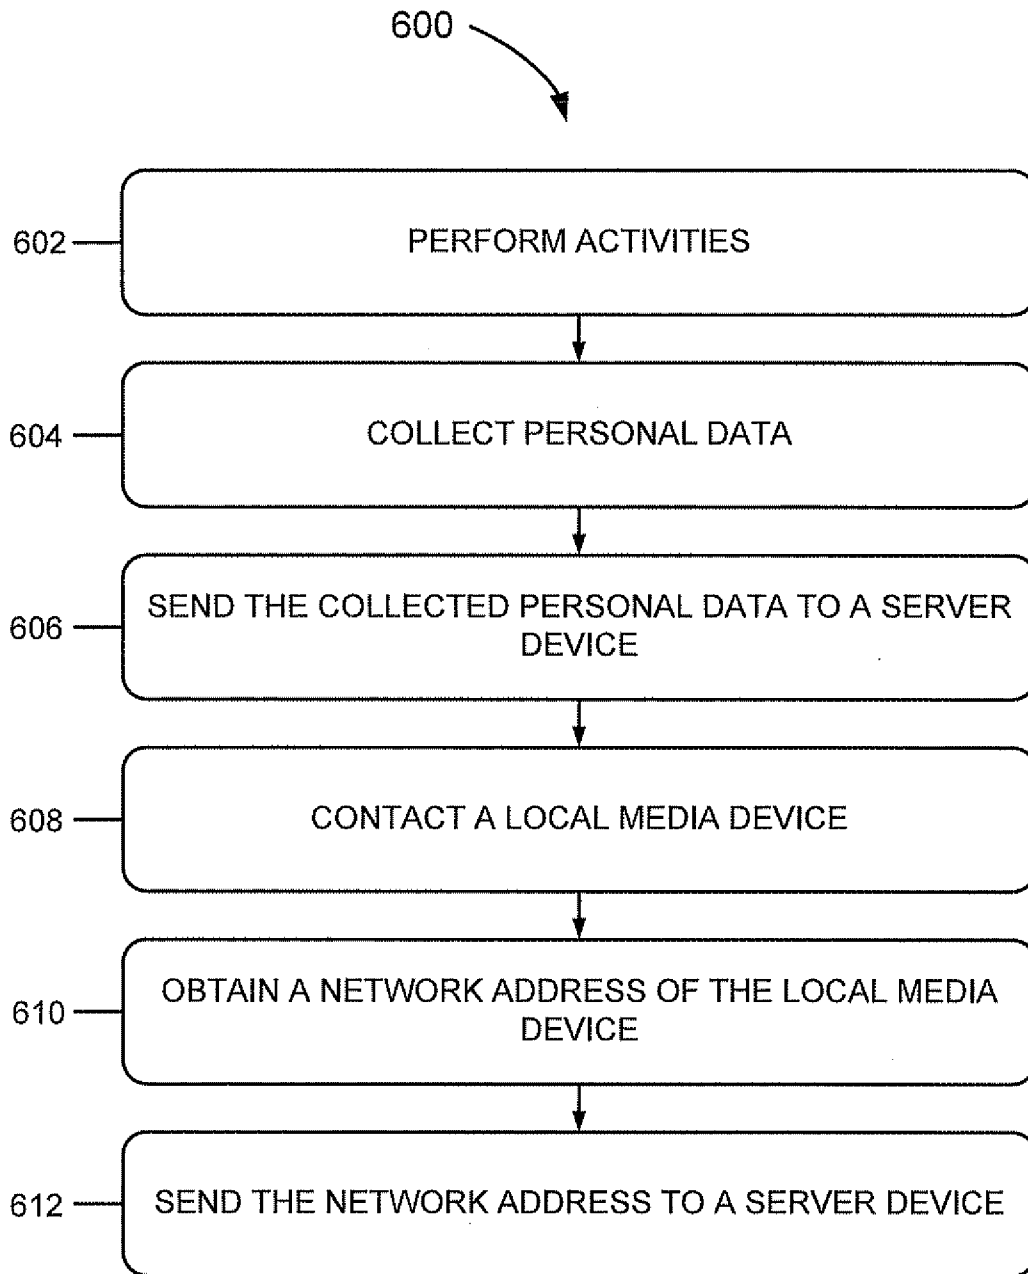 600
602
PERFORM ACTIVITIES
604
COLLECT PERSONAL DATA
606
SEND THE COLLECTED PERSONAL DATA TO A SERVER
DEVICE
608
CONTACT A LOCAL MEDIA DEVICE
610
OBTAIN A NETWORK ADDRESS OF THE LOCAL MEDIA
DEVICE
612
SEND THE NETWORK ADDRESS TO A SERVER DEVICE